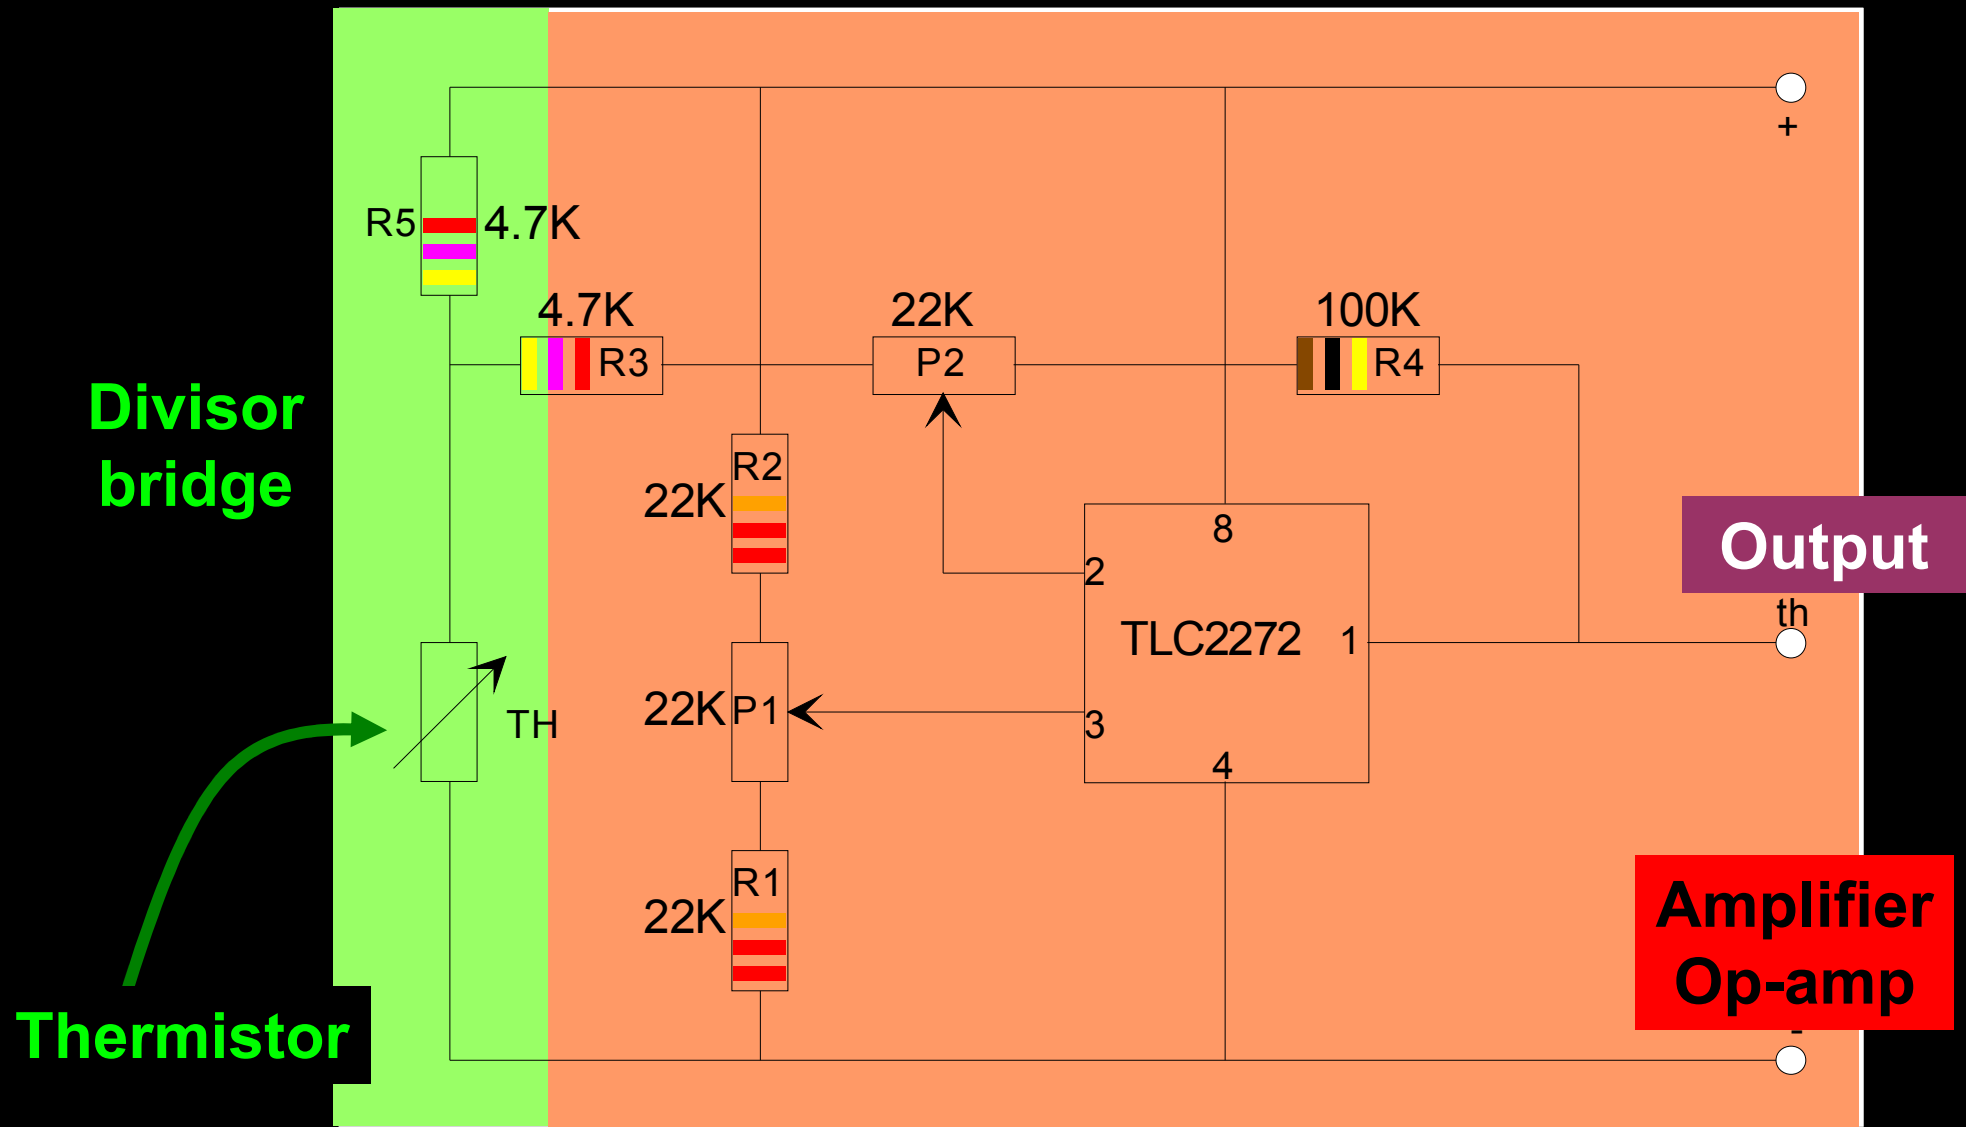 +
R5
4.7K
4.7K
R3
22K
P2
100K
R4
Divisor
bridge
R2
22K
8
2
TLC2272
1
3
4
Output
th
TH
22K
P1
R1
22K
Amplifier
Op-amp
-
Thermistor